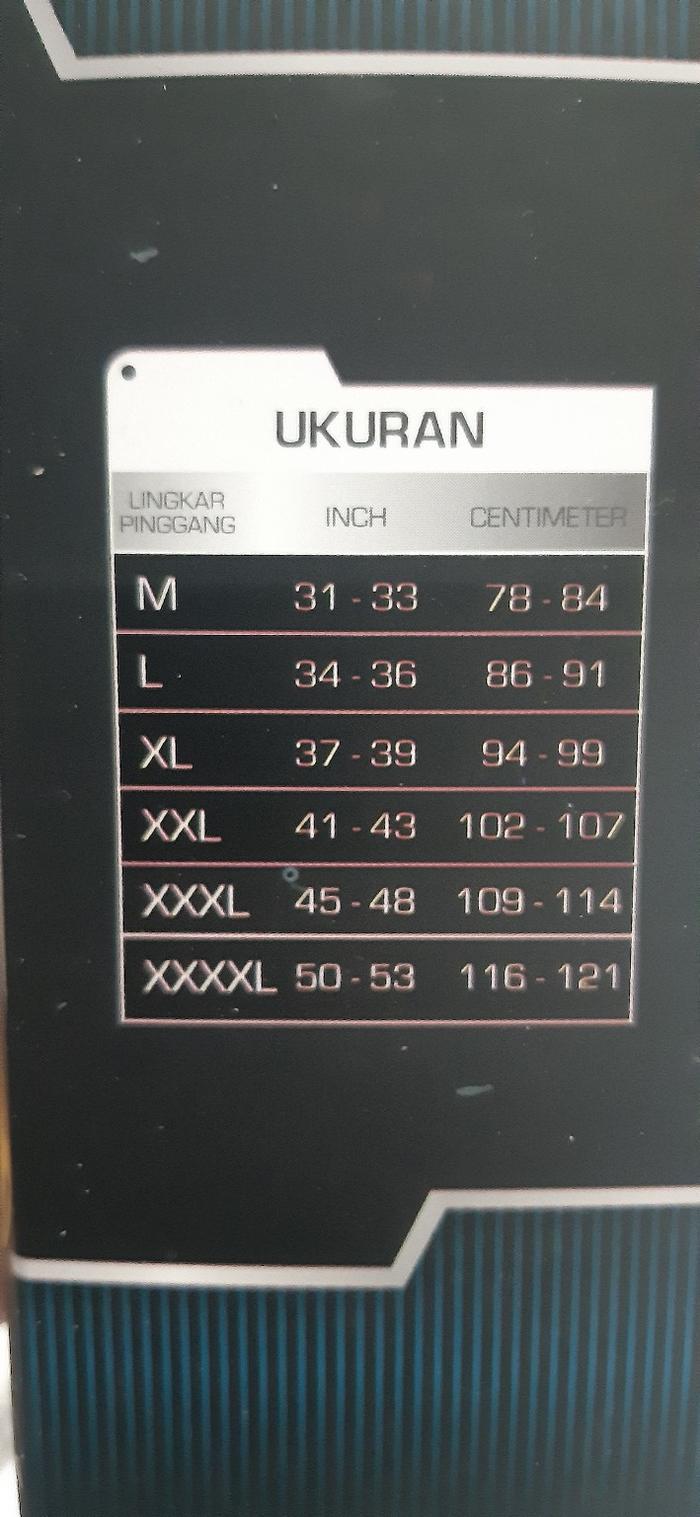 UKURAN
LINGKAR PINGGANG INCH CENTIMETER
M 31 - 33 78 - 84
L 34 - 36 86 - 91
XL 37 - 39 94 - 99
XXL 41 - 43 102 - 107
XXXL 45 - 48 109 - 114
XXXXL 50 - 53 116 - 121